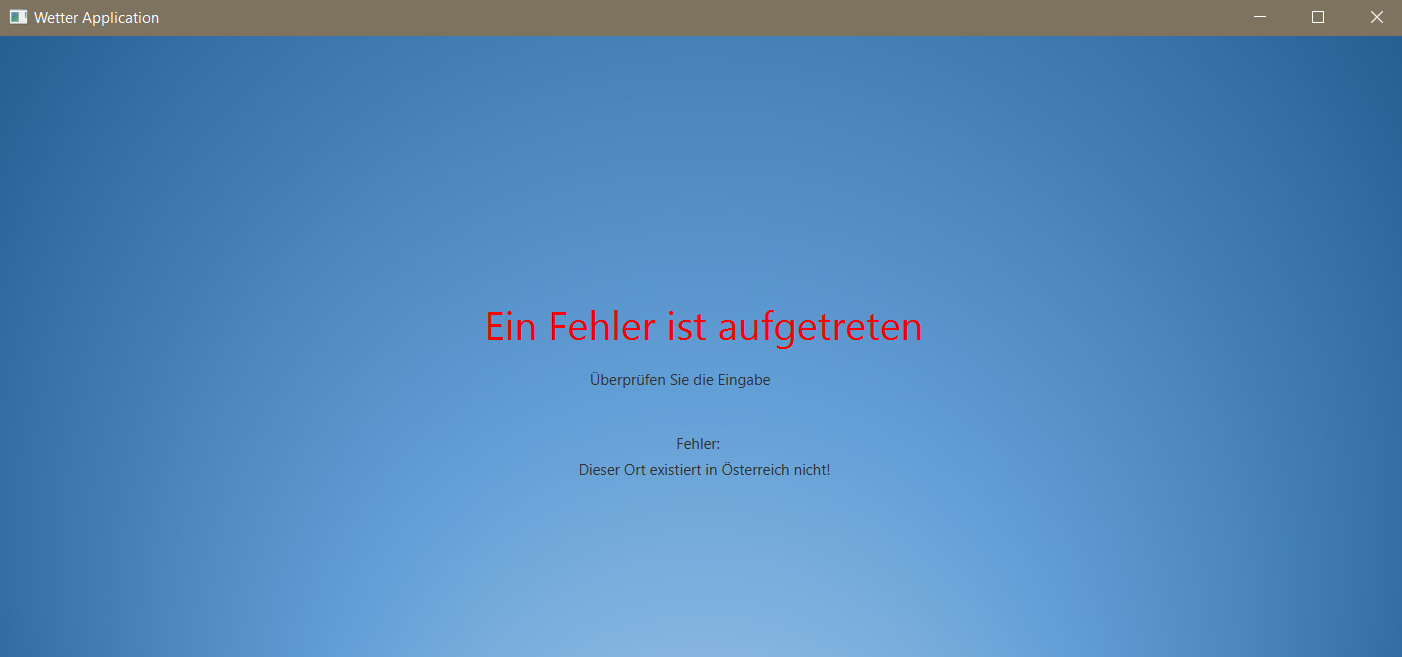 Wetter Application
Ein Fehler ist aufgetreten
Überprüfen Sie die Eingabe
Fehler:
Dieser Ort existiert in Österreich nicht!